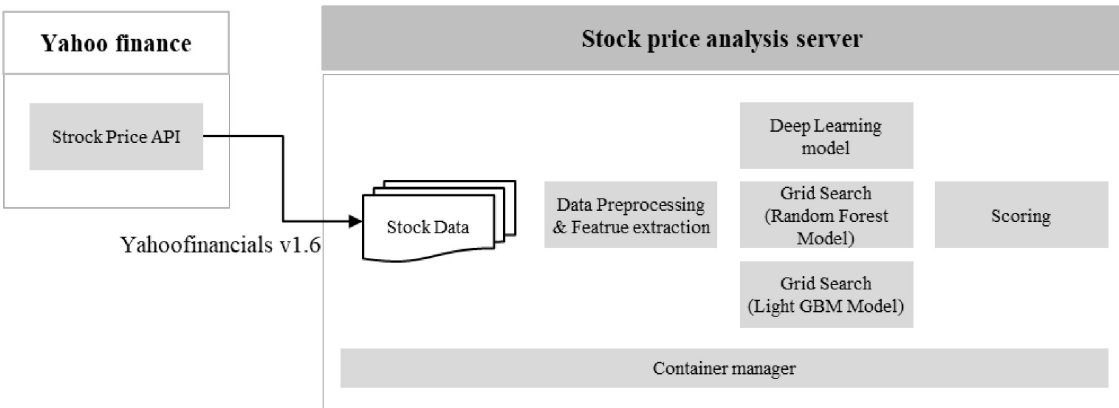 Yahoo finance
Stock price analysis server
Strock Price API
Yahoofinancials v1.6
Stock Data
Data Preprocessing
& Featrue extraction
Deep Learning
model
Grid Search
(Random Forest
Model)
Grid Search
(Light GBM Model)
Scoring
Container manager